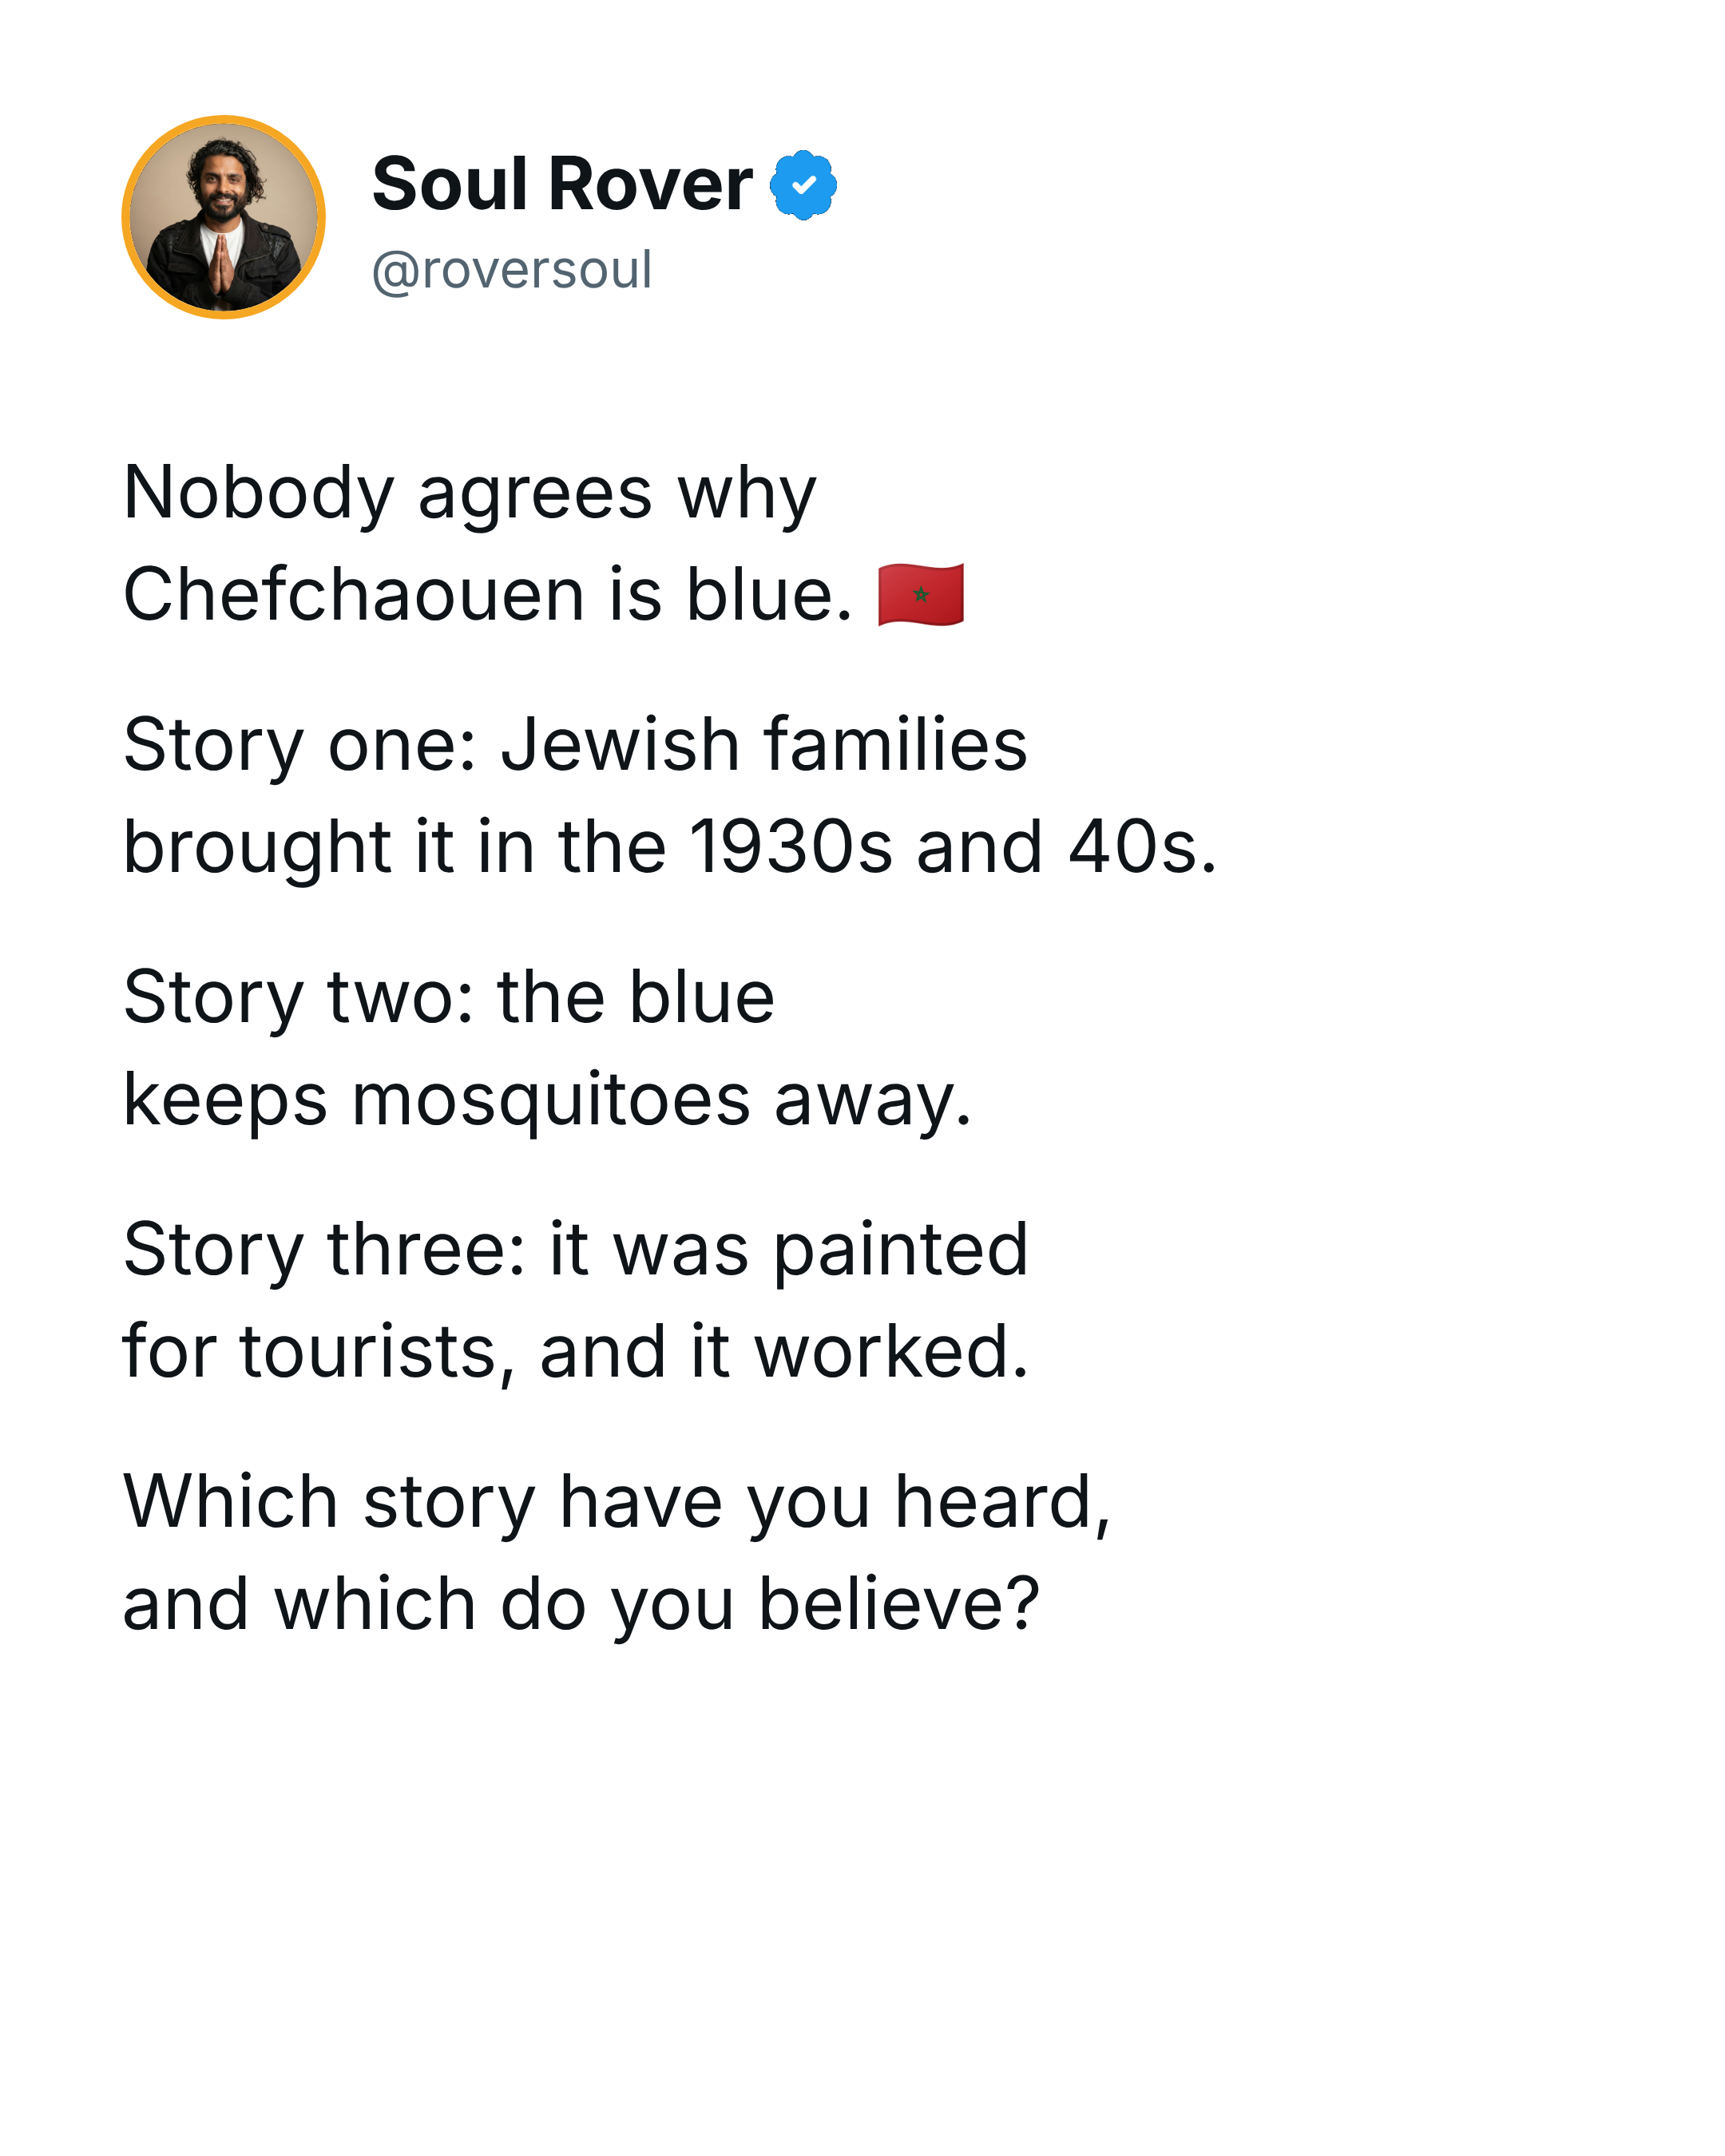 Soul Rover
@roversoul
Nobody agrees why
Chefchaouen is blue. 🇲🇦
Story one: Jewish families
brought it in the 1930s and 40s.
Story two: the blue
keeps mosquitoes away.
Story three: it was painted
for tourists, and it worked.
Which story have you heard,
and which do you believe?